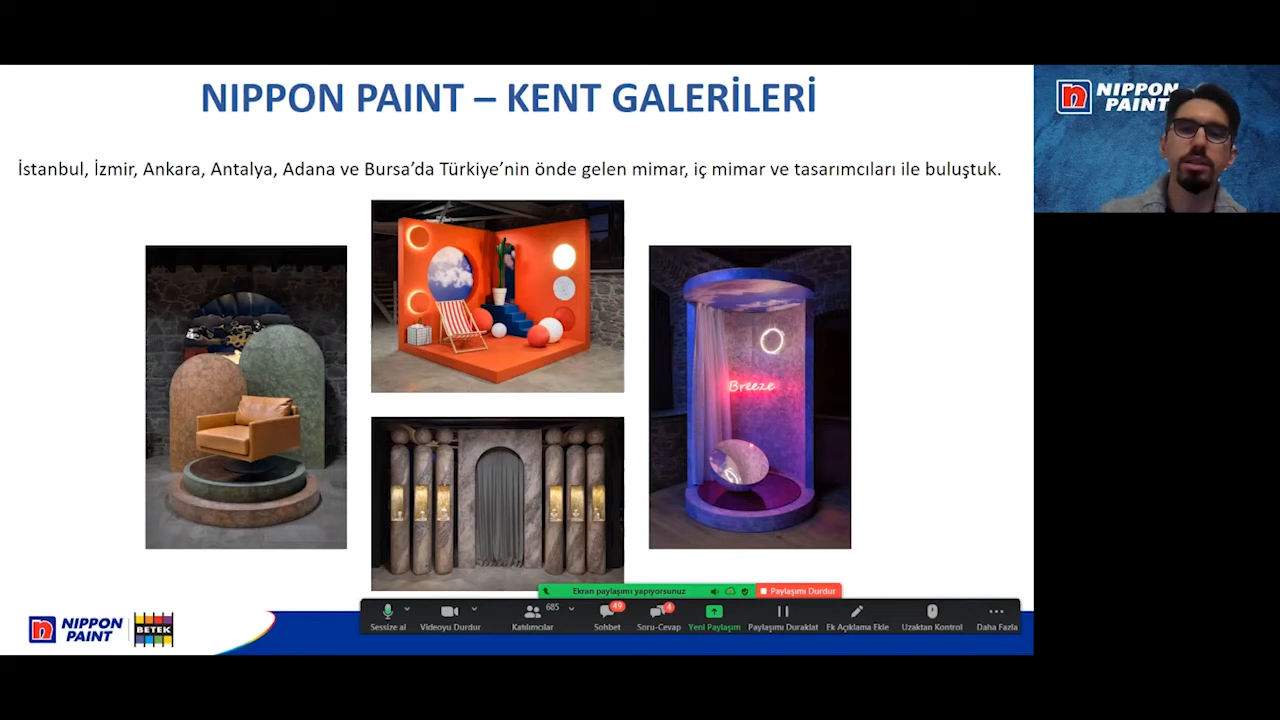 NIPPON PAINT – KENT GALERİLERİ
İstanbul, İzmir, Ankara, Antalya, Adana ve Bursa’da Türkiye’nin önde gelen mimar, iç mimar ve tasarımcıları ile buluştuk.
NIPPON
PAINT
Breeze
Ekran paylaşımı yapıyorsunuz
Paylaşımı Durdur
685
49
4
Sessize al
Videoyu Durdur
Katılımcılar
Sohbet
Soru-Cevap
Yeni Paylaşım
Paylaşımı Duraklat
Ek Açıklama Ekle
Uzaktan Kontrol
Daha Fazla
n NIPPON
PAINT
BETEK